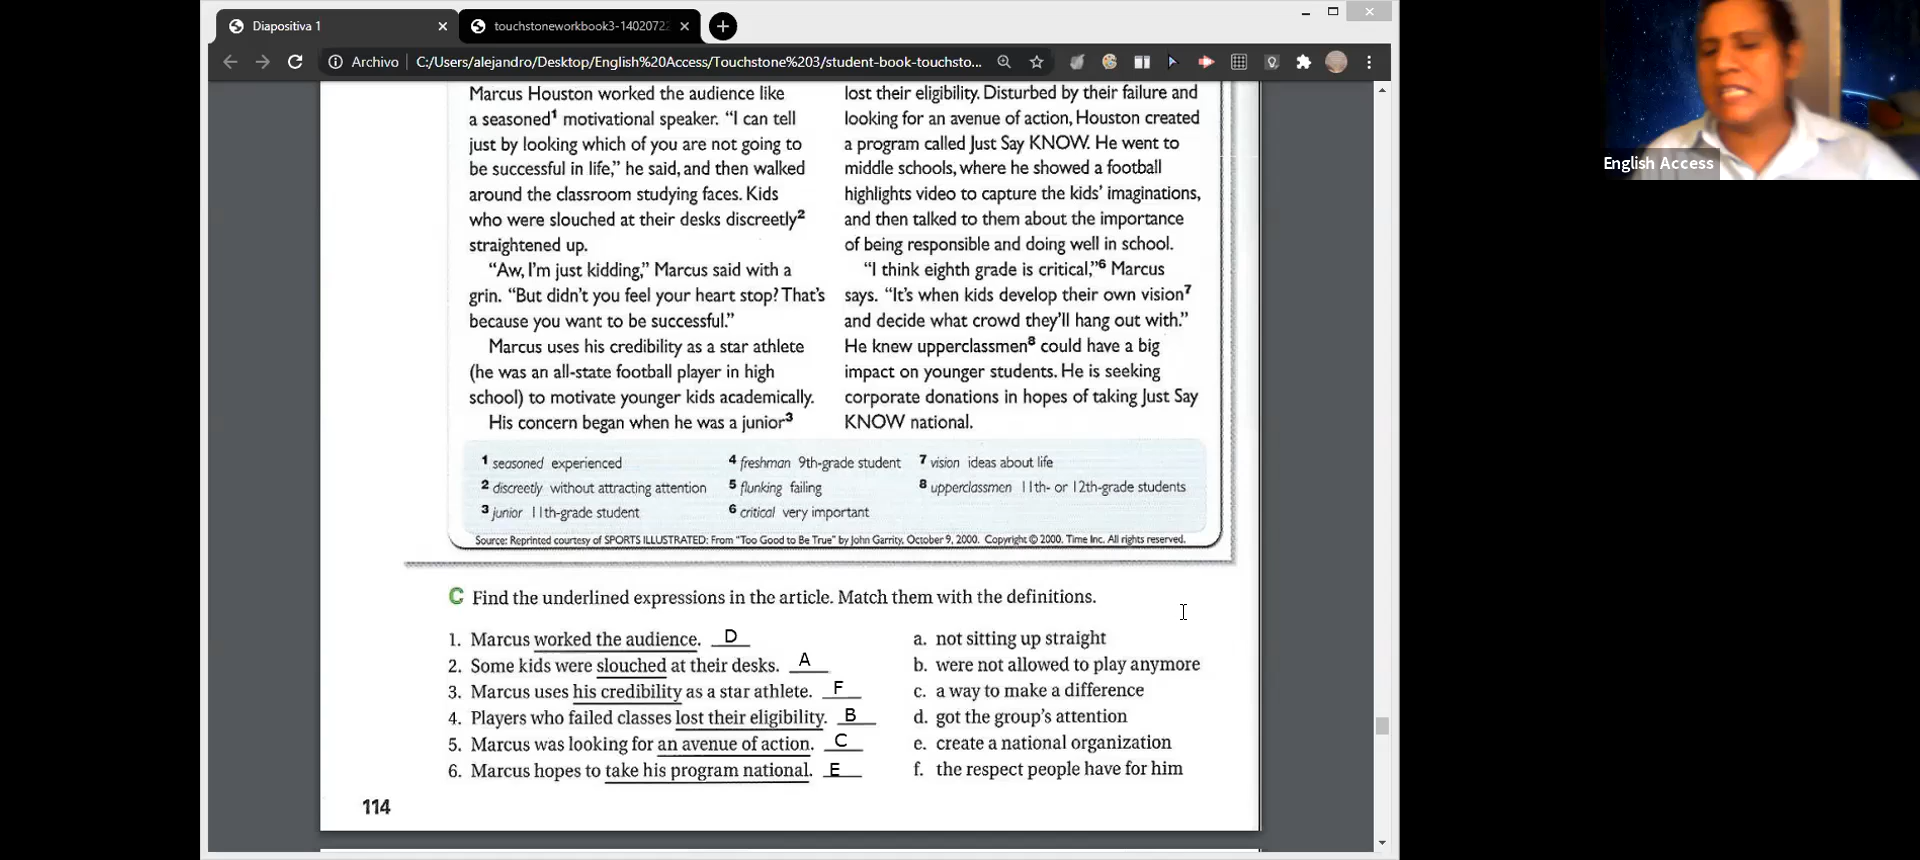 Diapositiva 1
touchstoneworkbook3-14020722
Archivo
C:/Users/alejandro/Desktop/English%20Access/Touchstone%203/student-book-touchsto...
English Access
Marcus Houston worked the audience like
a seasoned1 motivational speaker. “I can tell
just by looking which of you are not going to
be successful in life,” he said, and then walked
around the classroom studying faces. Kids
who were slouched at their desks discreetly2
straightened up.
“Aw, I’m just kidding,” Marcus said with a
grin. “But didn’t you feel your heart stop? That’s
because you want to be successful.”
Marcus uses his credibility as a star athlete
(he was an all-state football player in high
school) to motivate younger kids academically.
His concern began when he was a junior3
lost their eligibility. Disturbed by their failure and
looking for an avenue of action, Houston created
a program called Just Say KNOW. He went to
middle schools, where he showed a football
highlights video to capture the kids’ imaginations,
and then talked to them about the importance
of being responsible and doing well in school.
“I think eighth grade is critical,”6 Marcus
says. “It’s when kids develop their own vision7
and decide what crowd they’ll hang out with.”
He knew upperclassmen8 could have a big
impact on younger students. He is seeking
corporate donations in hopes of taking Just Say
KNOW national.
1 seasoned experienced
2 discreetly without attracting attention
3 junior 11th-grade student
4 freshman 9th-grade student
5 flunking failing
6 critical very important
7 vision ideas about life
8 upperclassmen 11th- or 12th-grade students
Source: Reprinted courtesy of SPORTS ILLUSTRATED: From “Too Good to Be True” by John Garrity, October 9, 2000. Copyright © 2000. Time Inc. All rights reserved.
C Find the underlined expressions in the article. Match them with the definitions.
1. Marcus worked the audience. D
2. Some kids were slouched at their desks. A
3. Marcus uses his credibility as a star athlete. F
4. Players who failed classes lost their eligibility. B
5. Marcus was looking for an avenue of action. C
6. Marcus hopes to take his program national. E
a. not sitting up straight
b. were not allowed to play anymore
c. a way to make a difference
d. got the group’s attention
e. create a national organization
f. the respect people have for him
114